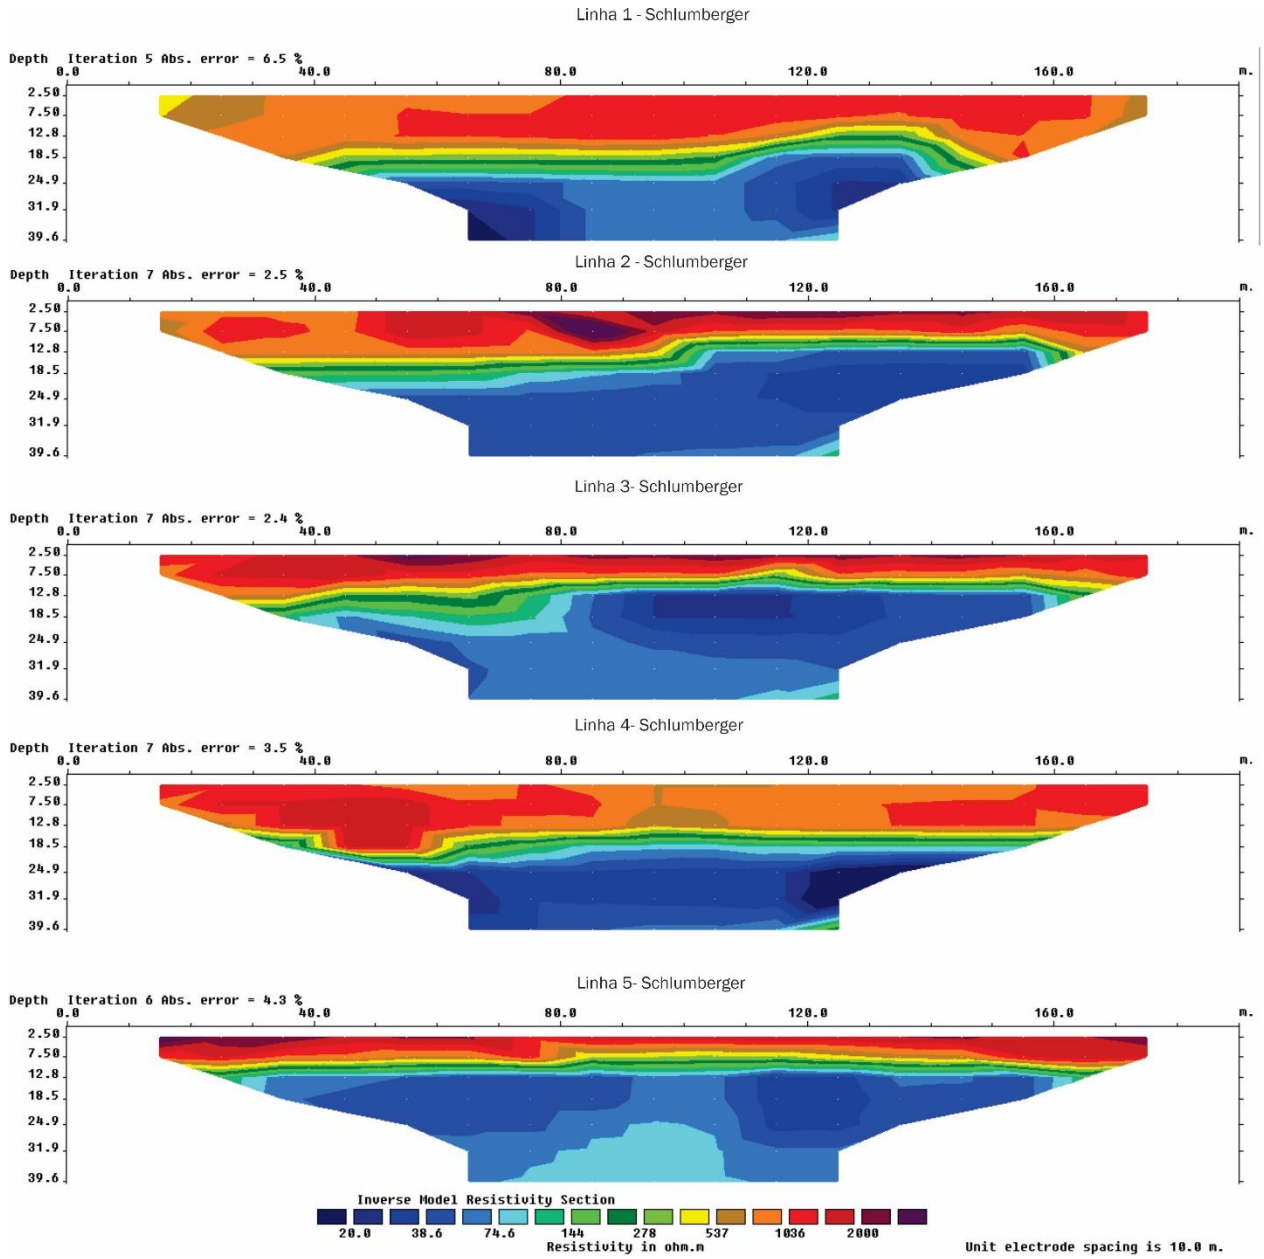 Linha 1 - Schlumberger
Depth Iteration 5 Abs. error = 6.5 %
0.0 40.0 80.0 120.0 160.0 m.
2.50
7.50
12.8
18.5
24.9
31.9
39.6
Linha 2 - Schlumberger
Depth Iteration 7 Abs. error = 2.5 %
0.0 40.0 80.0 120.0 160.0 m.
2.50
7.50
12.8
18.5
24.9
31.9
39.6
Linha 3- Schlumberger
Depth Iteration 7 Abs. error = 2.4 %
0.0 40.0 80.0 120.0 160.0 m.
2.50
7.50
12.8
18.5
24.9
31.9
39.6
Linha 4- Schlumberger
Depth Iteration 7 Abs. error = 3.5 %
0.0 40.0 80.0 120.0 160.0 m.
2.50
7.50
12.8
18.5
24.9
31.9
39.6
Linha 5- Schlumberger
Depth Iteration 6 Abs. error = 4.3 %
0.0 40.0 80.0 120.0 160.0 m.
2.50
7.50
12.8
18.5
24.9
31.9
39.6
Inverse Model Resistivity Section
20.0 38.6 74.6 144 278 537 1036 2000
Resistivity in ohm.m Unit electrode spacing is 10.0 m.